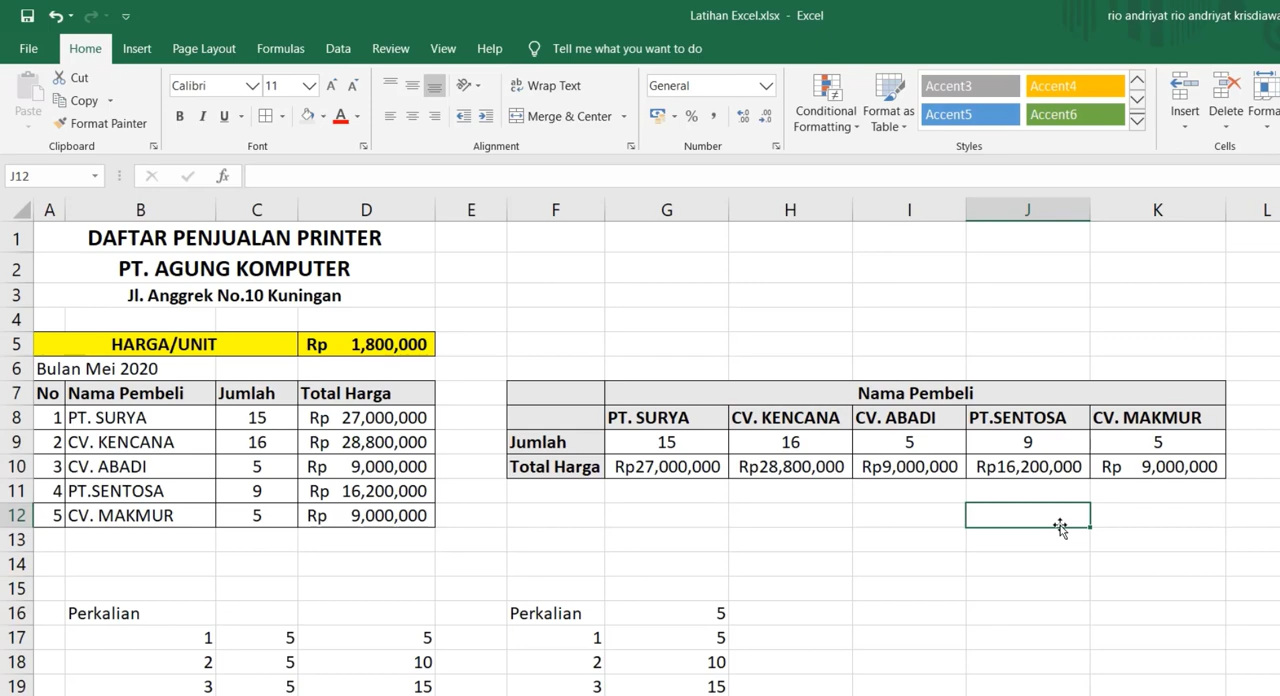 Latihan Excel.xlsx - Excel
rio andriyat rio andriyat krisdiawa
File Home Insert Page Layout Formulas Data Review View Help Tell me what you want to do
Paste
Cut
Copy
Format Painter
Clipboard
Calibri 11
B I U
Font
Wrap Text
Merge & Center
Alignment
General
Number
Conditional Formatting
Format as Table
Accent3 Accent4
Accent5 Accent6
Styles
Insert Delete Forma
Cells
J12 fx
A B C D E F G H I J K L
1 DAFTAR PENJUALAN PRINTER
2 PT. AGUNG KOMPUTER
3 Jl. Anggrek No.10 Kuningan
4
5 HARGA/UNIT Rp 1,800,000
6 Bulan Mei 2020
7 No Nama Pembeli Jumlah Total Harga Nama Pembeli
8 1 PT. SURYA 15 Rp 27,000,000 PT. SURYA CV. KENCANA CV. ABADI PT.SENTOSA CV. MAKMUR
9 2 CV. KENCANA 16 Rp 28,800,000 Jumlah 15 16 5 9 5
10 3 CV. ABADI 5 Rp 9,000,000 Total Harga Rp27,000,000 Rp28,800,000 Rp9,000,000 Rp16,200,000 Rp 9,000,000
11 4 PT.SENTOSA 9 Rp 16,200,000
12 5 CV. MAKMUR 5 Rp 9,000,000
13
14
15
16 Perkalian Perkalian 5
17 1 5 5 1 5
18 2 5 10 2 10
19 3 5 15 3 15